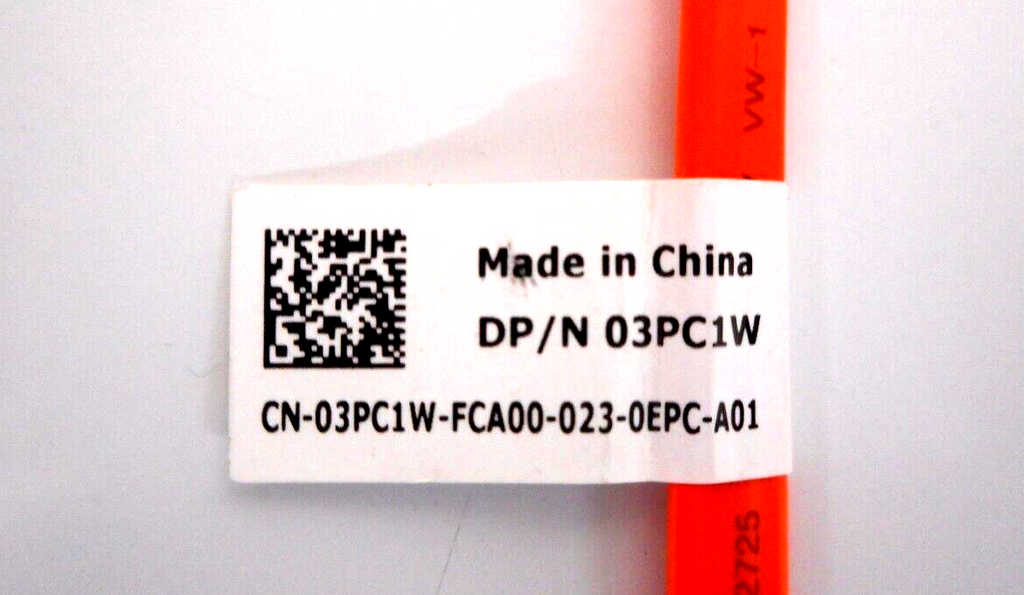 VW-1
Made in China
DP/N 03PC1W
CN-03PC1W-FCA00-023-0EPC-A01
2725